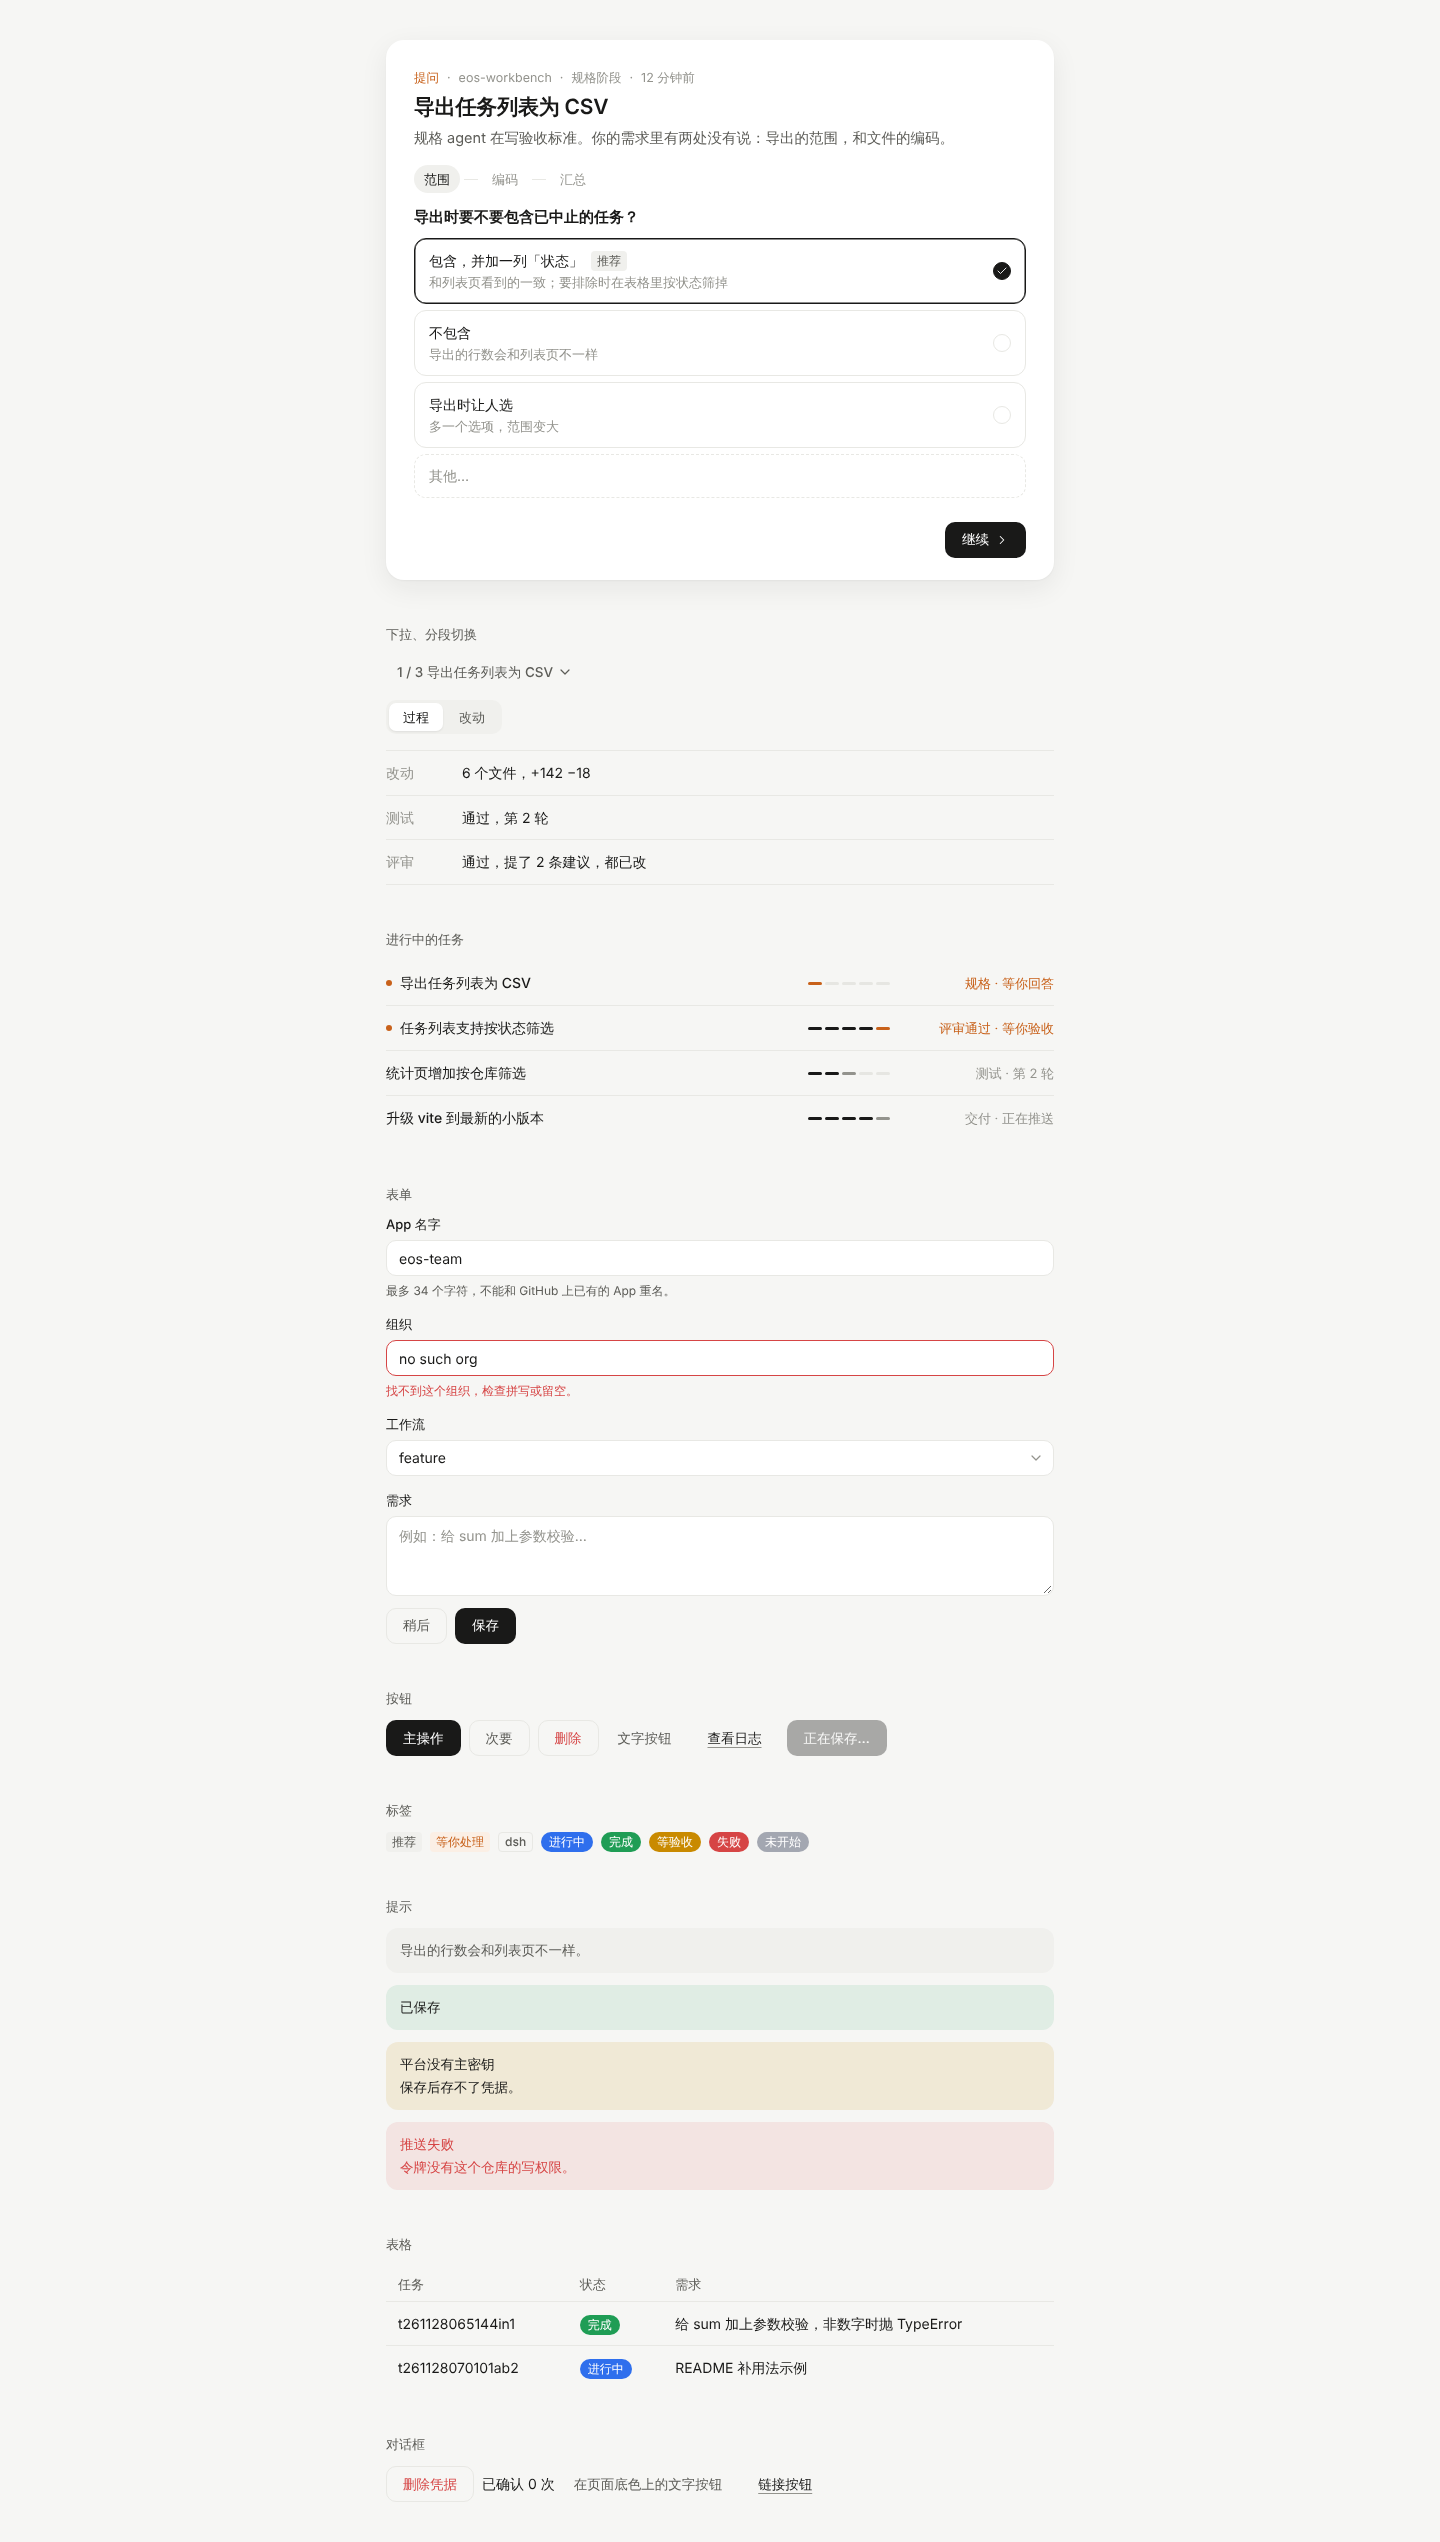 提问 · eos-workbench · 规格阶段 · 12 分钟前
导出任务列表为 CSV
规格 agent 在写验收标准。你的需求里有两处没有说：导出的范围，和文件的编码。
范围 — 编码 — 汇总
导出时要不要包含已中止的任务？
包含，并加一列「状态」 推荐
和列表页看到的一致；要排除时在表格里按状态筛掉
不包含
导出的行数会和列表页不一样
导出时让人选
多一个选项，范围变大
其他...
继续
下拉、分段切换
1 / 3 导出任务列表为 CSV
过程 改动
改动 6 个文件，+142 −18
测试 通过，第 2 轮
评审 通过，提了 2 条建议，都已改
进行中的任务
导出任务列表为 CSV 规格 · 等你回答
任务列表支持按状态筛选 评审通过 · 等你验收
统计页增加按仓库筛选 测试 · 第 2 轮
升级 vite 到最新的小版本 交付 · 正在推送
表单
App 名字
eos-team
最多 34 个字符，不能和 GitHub 上已有的 App 重名。
组织
no such org
找不到这个组织，检查拼写或留空。
工作流
feature
需求
例如：给 sum 加上参数校验...
稍后 保存
按钮
主操作 次要 删除 文字按钮 查看日志 正在保存...
标签
推荐 等你处理 dsh 进行中 完成 等验收 失败 未开始
提示
导出的行数会和列表页不一样。
已保存
平台没有主密钥
保存后存不了凭据。
推送失败
令牌没有这个仓库的写权限。
表格
任务 状态 需求
t261128065144in1 完成 给 sum 加上参数校验，非数字时抛 TypeError
t261128070101ab2 进行中 README 补用法示例
对话框
删除凭据 已确认 0 次 在页面底色上的文字按钮 链接按钮